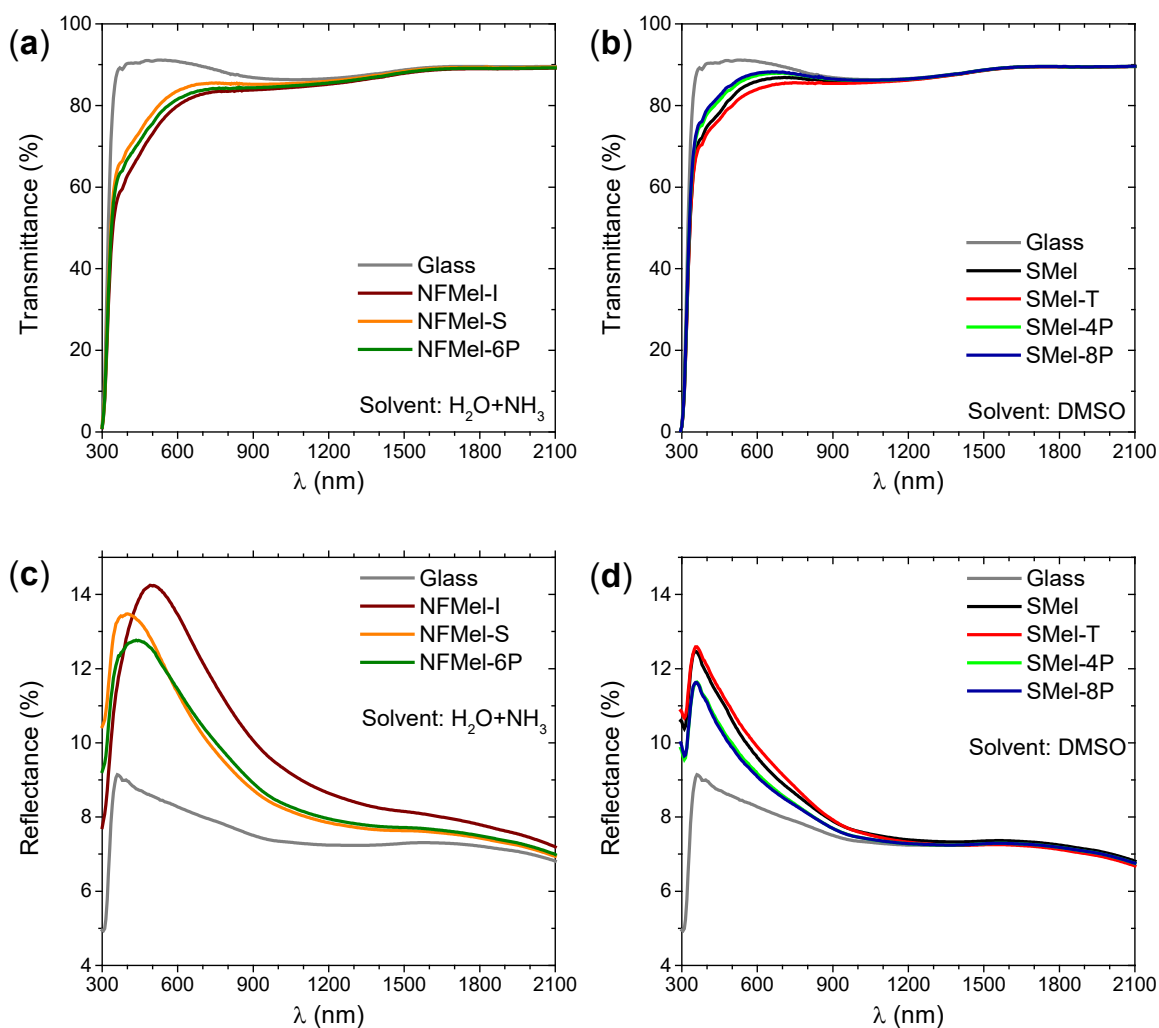 (a)
100
80
60
40
20
0
Transmittance (%)
Glass
NFMel-I
NFMel-S
NFMel-6P
Solvent: H₂O+NH₃
300 600 900 1200 1500 1800 2100
λ (nm)
(b)
100
80
60
40
20
0
Transmittance (%)
Glass
SMel
SMel-T
SMel-4P
SMel-8P
Solvent: DMSO
300 600 900 1200 1500 1800 2100
λ (nm)
(c)
14
12
10
8
6
4
Reflectance (%)
Glass
NFMel-I
NFMel-S
NFMel-6P
Solvent: H₂O+NH₃
300 600 900 1200 1500 1800 2100
λ (nm)
(d)
14
12
10
8
6
4
Reflectance (%)
Glass
SMel
SMel-T
SMel-4P
SMel-8P
Solvent: DMSO
300 600 900 1200 1500 1800 2100
λ (nm)